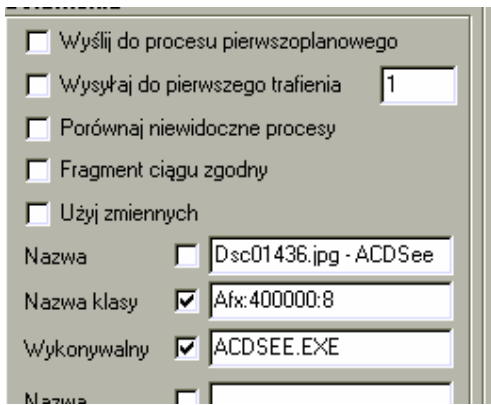 Wyślij do procesu pierwszoplanowego
Wysyłaj do pierwszego trafienia 1
Porównaj niewidoczne procesy
Fragment ciągu zgodny
Użyj zmiennych
Nazwa Dsc01436.jpg - ACDSee
Nazwa klasy Afx:400000:8
Wykonywalny ACDSEE.EXE
Nazwa